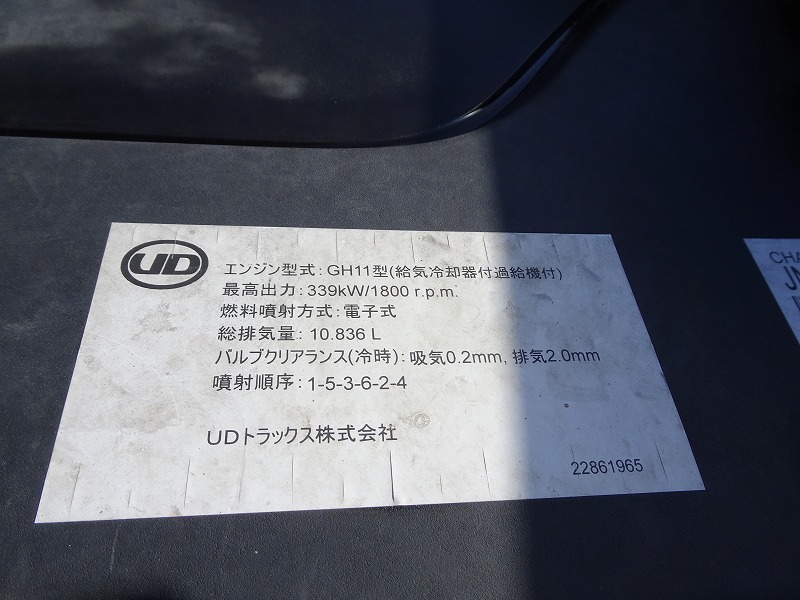 UD
エンジン型式：GH11型(給気冷却器付過給機付)
最高出力：339kW/1800 r.p.m.
燃料噴射方式：電子式
総排気量：10.836 L
バルブクリアランス(冷時)：吸気0.2mm, 排気2.0mm
噴射順序：1-5-3-6-2-4
UDトラックス株式会社
22861965
CHA
JN